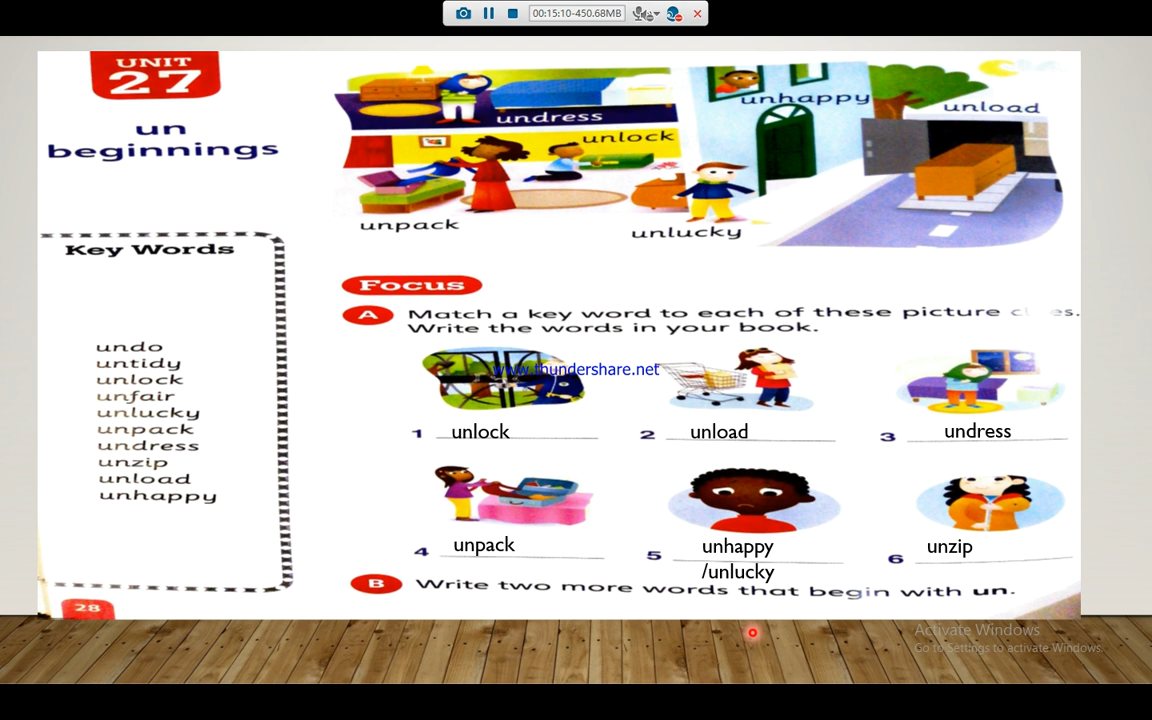 00:15:10-450.68MB
UNIT
27
un
beginnings
undress
unlock
unhappy
unload
unpack
unlucky
Key Words
undo
untidy
unlock
unfair
unlucky
unpack
undress
unzip
unload
unhappy
28
Focus
A Match a key word to each of these picture
Write the words in your book.
www.thundershare.net
1 unlock
2 unload
3 undress
4 unpack
5 unhappy
/unlucky
6 unzip
B Write two more words that begin with un.
Activate Windows
Go to Settings to activate Windows.